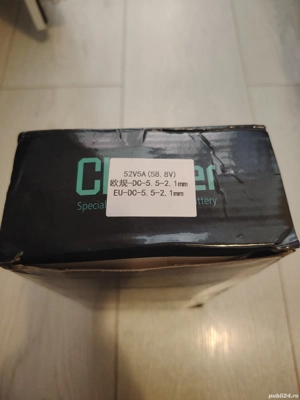 52V5A(58.8V)
欧规-DC-5.5-2.1mm
EU-DC-5.5-2.1mm
Special
publi24.ro